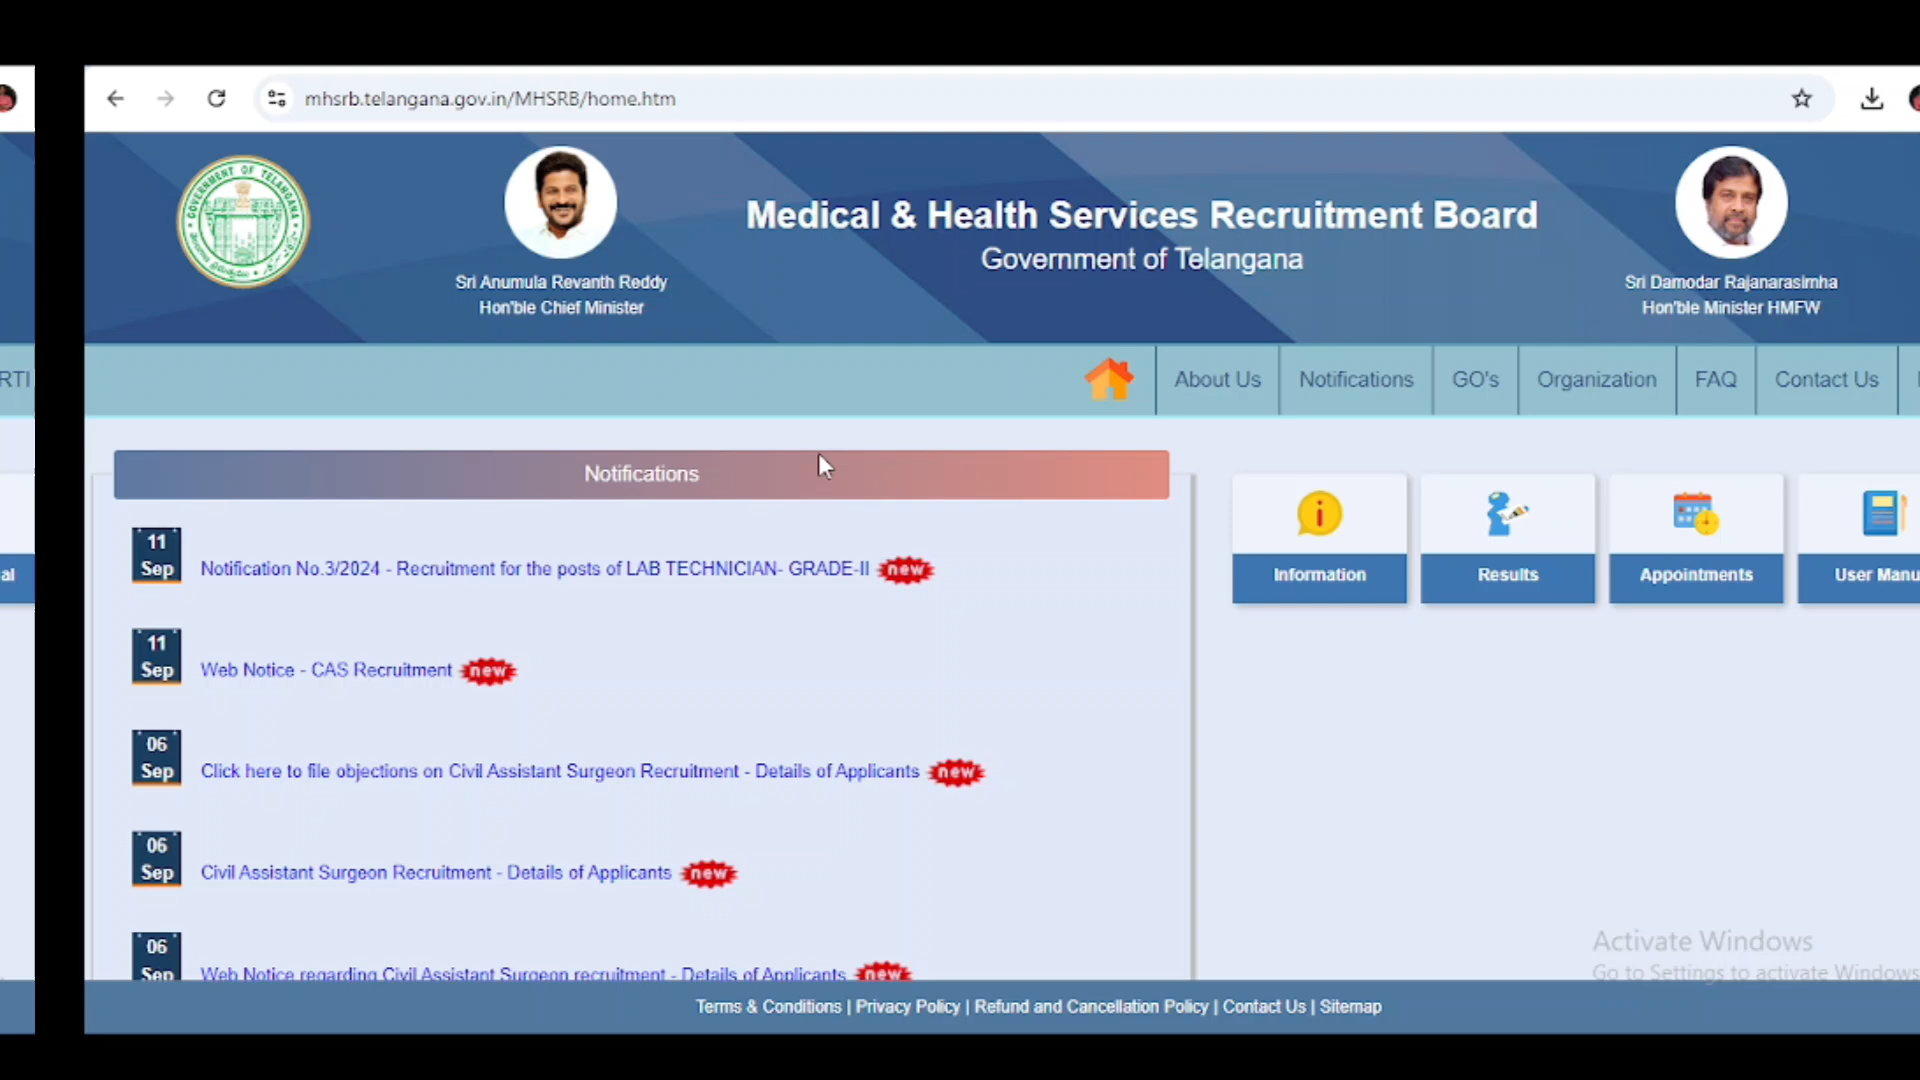 mhsrb.telangana.gov.in/MHSRB/home.htm
GOVERNMENT OF TELANGANA
Medical & Health Services Recruitment Board
Government of Telangana
Sri Anumula Revanth Reddy
Hon'ble Chief Minister
Sri Damodar Rajanarasimha
Hon'ble Minister HMFW
RTI
About Us
Notifications
GO's
Organization
FAQ
Contact Us
Notifications
11
Sep
Notification No.3/2024 - Recruitment for the posts of LAB TECHNICIAN- GRADE-II new
11
Sep
Web Notice - CAS Recruitment new
06
Sep
Click here to file objections on Civil Assistant Surgeon Recruitment - Details of Applicants new
06
Sep
Civil Assistant Surgeon Recruitment - Details of Applicants new
06
Sep
Web Notice regarding Civil Assistant Surgeon recruitment - Details of Applicants new
al
Information
Results
Appointments
User Manu
Activate Windows
Go to Settings to activate Windows
Terms & Conditions | Privacy Policy | Refund and Cancellation Policy | Contact Us | Sitemap